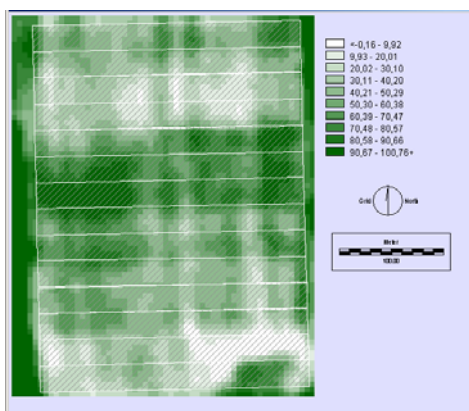 <-0,16 - 9,92
9,93 - 20,01
20,02 - 30,10
30,11 - 40,20
40,21 - 50,29
50,30 - 60,38
60,39 - 70,47
70,48 - 80,57
80,58 - 90,66
90,67 - 100,76+
Grid North
Meter
100,00